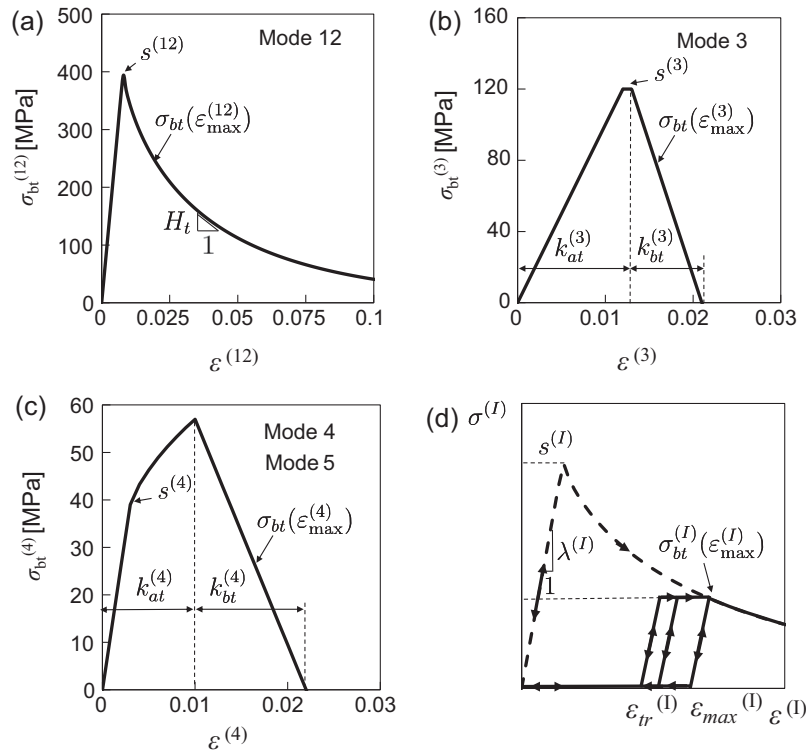 (a)
500
400
300
200
100
0
σ_bt^(12) [MPa]
s^(12)
Mode 12
σ_bt(ε_max^(12))
H_t
1
0
0.025
0.05
0.075
0.1
ε^(12)
(b)
160
120
80
40
0
σ_bt^(3) [MPa]
Mode 3
s^(3)
σ_bt(ε_max^(3))
k_at^(3)
k_bt^(3)
0
0.01
0.02
0.03
ε^(3)
(c)
60
50
40
30
20
10
0
σ_bt^(4) [MPa]
Mode 4
Mode 5
s^(4)
σ_bt(ε_max^(4))
k_at^(4)
k_bt^(4)
0
0.01
0.02
0.03
ε^(4)
(d)
σ^(I)
s^(I)
λ^(I)
1
σ_bt^(I)(ε_max^(I))
ε_tr^(I)
ε_max^(I)
ε^(I)